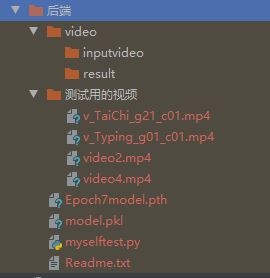 后端
video
inputvideo
result
测试用的视频
v_TaiChi_g21_c01.mp4
v_Typing_g01_c01.mp4
video2.mp4
video4.mp4
Epoch7model.pth
model.pkl
myselftest.py
Readme.txt